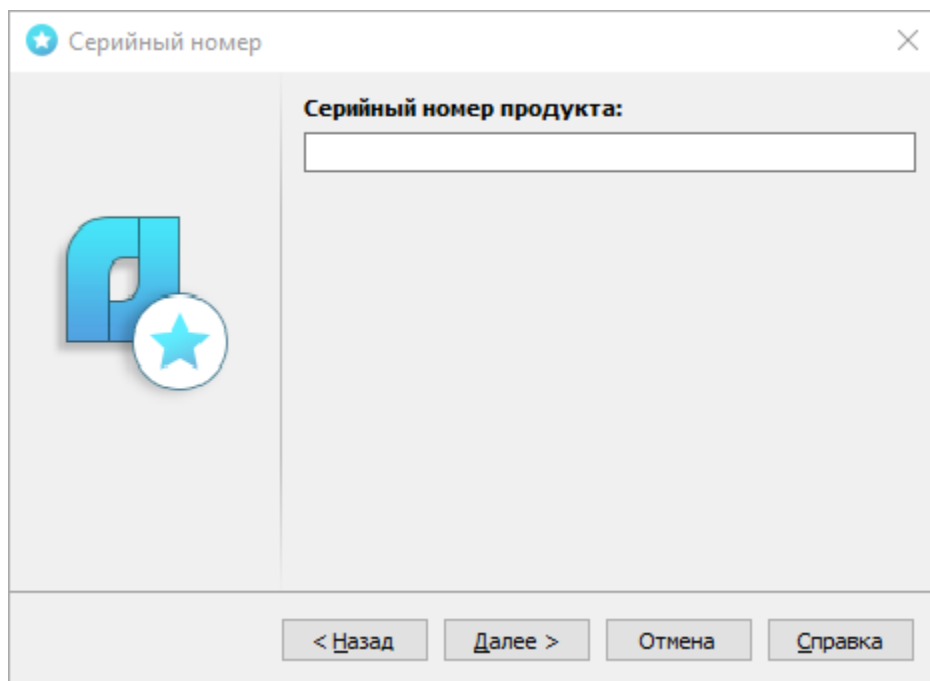 Серийный номер
Серийный номер продукта:
< Назад
Далее >
Отмена
Справка